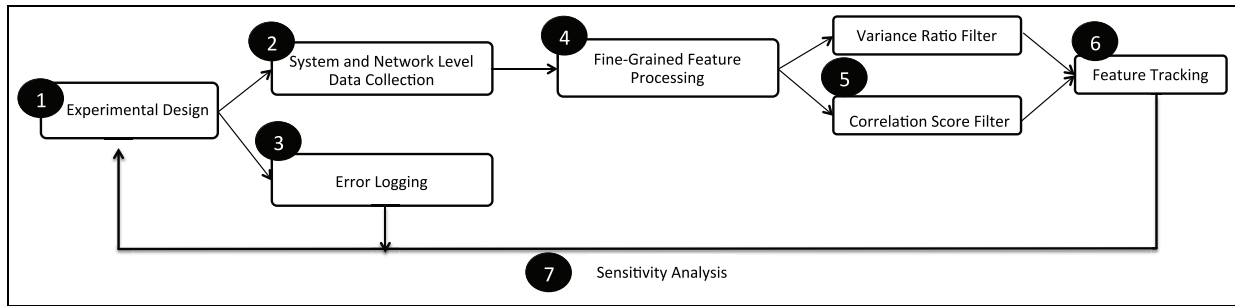 1
Experimental Design
2
System and Network Level
Data Collection
3
Error Logging
4
Fine-Grained Feature
Processing
Variance Ratio Filter
5
Correlation Score Filter
6
Feature Tracking
7
Sensitivity Analysis